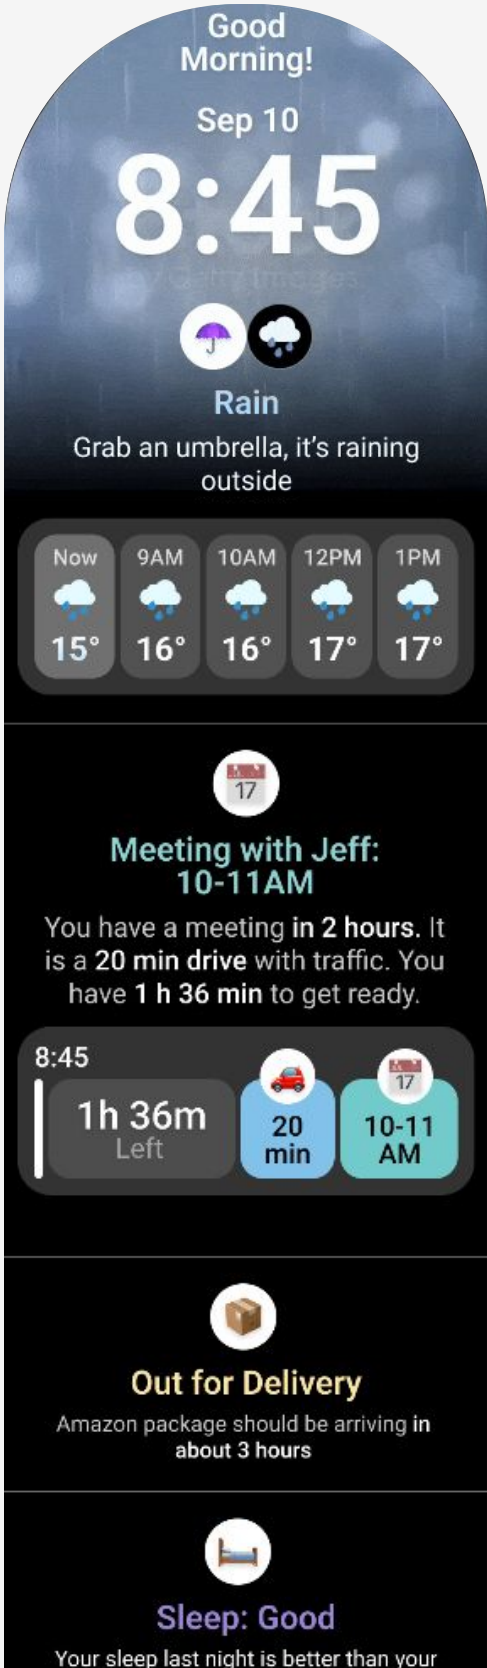 Good
Morning!
Sep 10
8:45
Getty Images
Rain
Grab an umbrella, it's raining
outside
Now 9AM 10AM 12PM 1PM
15° 16° 16° 17° 17°
17
Meeting with Jeff:
10-11AM
You have a meeting in 2 hours. It
is a 20 min drive with traffic. You
have 1 h 36 min to get ready.
8:45
17
1h 36m
Left
20
min
10-11
AM
Out for Delivery
Amazon package should be arriving in
about 3 hours
Sleep: Good
Your sleep last night is better than your